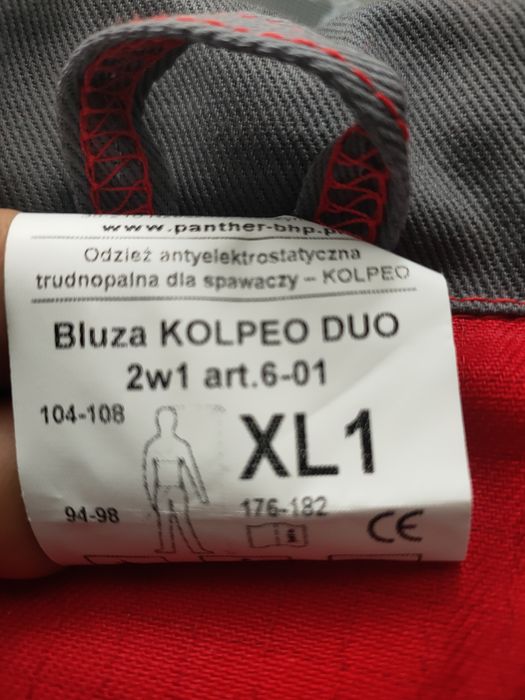 www.panther-bhp.p
Odzież antyelektrostatyczna
trudnopalna dla spawaczy – KOLPEO
Bluza KOLPEO DUO
2w1 art.6-01
104-108
XL1
94-98
176-182
CE